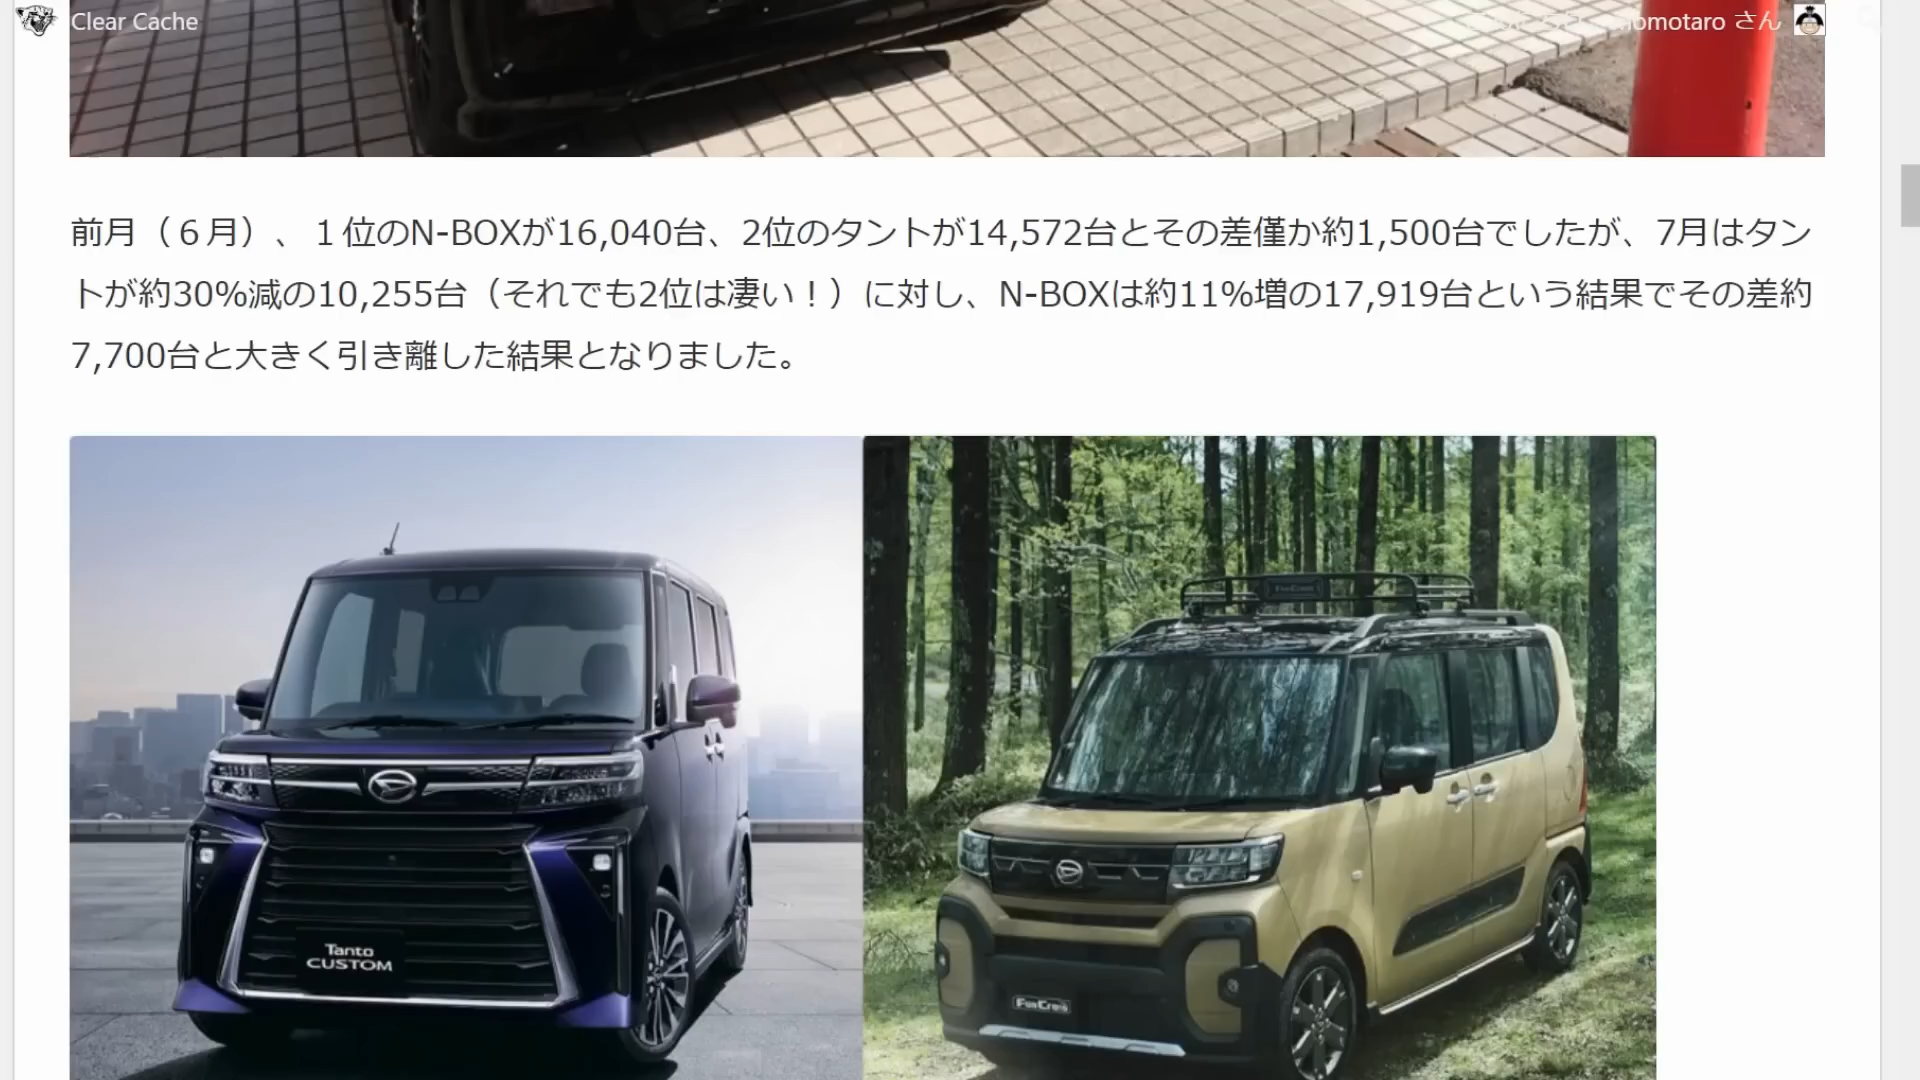 Clear Cache
momotaro さん
前月（６月）、１位のN-BOXが16,040台、2位のタントが14,572台とその差僅か約1,500台でしたが、7月はタン
トが約30%減の10,255台（それでも2位は凄い！）に対し、N-BOXは約11%増の17,919台という結果でその差約
7,700台と大きく引き離した結果となりました。
Tanto
CUSTOM
FunCross